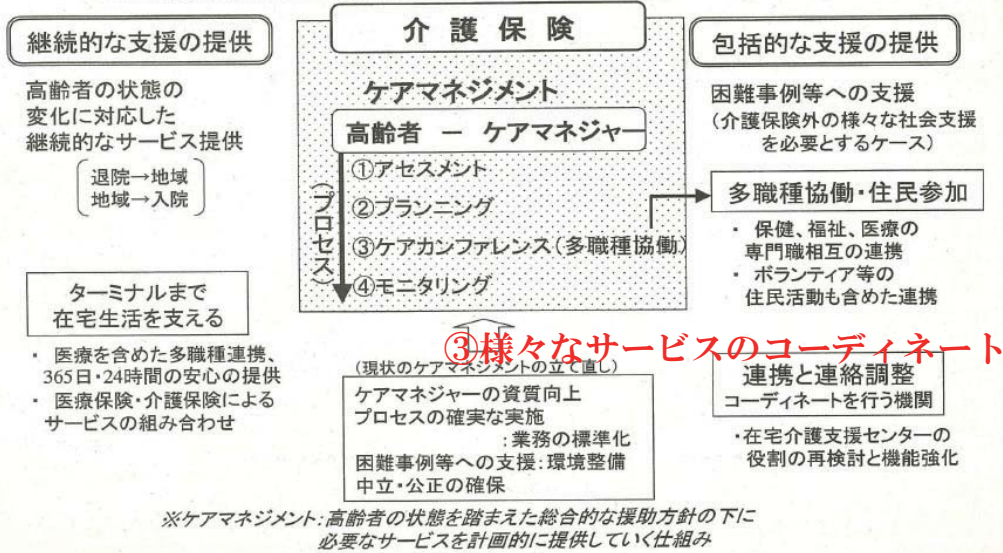 介護保険
継続的な支援の提供
高齢者の状態の
変化に対応した
継続的なサービス提供
退院→地域
地域→入院
ターミナルまで
在宅生活を支える
・ 医療を含めた多職種連携、
365日・24時間の安心の提供
・ 医療保険・介護保険による
サービスの組み合わせ
ケアマネジメント
高齢者 － ケアマネジャー
(プロセス)
①アセスメント
②プランニング
③ケアカンファレンス(多職種協働)
④モニタリング
(現状のケアマネジメントの立て直し)
ケアマネジャーの資質向上
プロセスの確実な実施
:業務の標準化
困難事例等への支援:環境整備
中立・公正の確保
包括的な支援の提供
困難事例等への支援
(介護保険外の様々な社会支援
を必要とするケース)
多職種協働・住民参加
・ 保健、福祉、医療の
専門職相互の連携
・ ボランティア等の
住民活動も含めた連携
③様々なサービスのコーディネート
連携と連絡調整
コーディネートを行う機関
・在宅介護支援センターの
役割の再検討と機能強化
※ケアマネジメント:高齢者の状態を踏まえた総合的な援助方針の下に
必要なサービスを計画的に提供していく仕組み